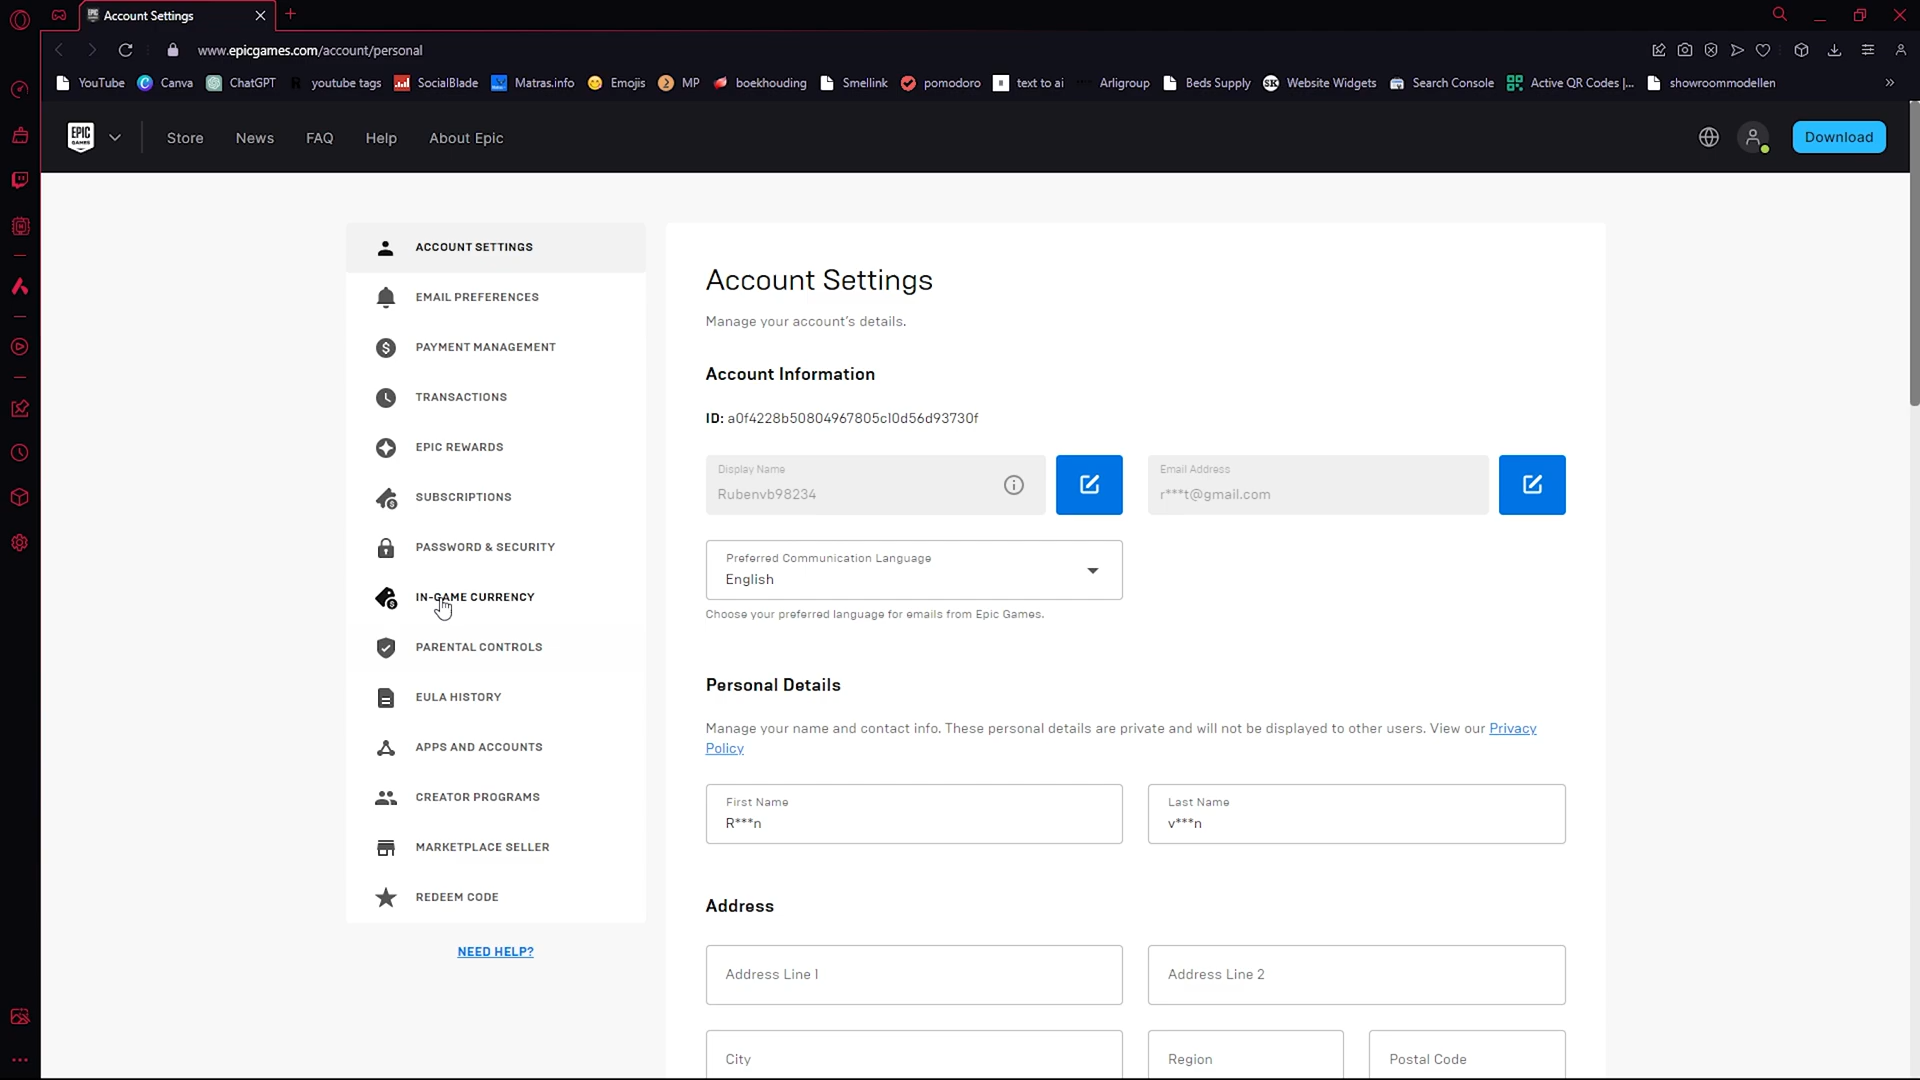 Account Settings
www.epicgames.com/account/personal
YouTube Canva ChatGPT youtube tags SocialBlade Matras.info Emojis MP boekhouding Smellink pomodoro text to ai Arligroup Beds Supply Website Widgets Search Console Active QR Codes |... showroommodellen »
EPIC GAMES Store News FAQ Help About Epic Download
ACCOUNT SETTINGS
EMAIL PREFERENCES
PAYMENT MANAGEMENT
TRANSACTIONS
EPIC REWARDS
SUBSCRIPTIONS
PASSWORD & SECURITY
IN-GAME CURRENCY
PARENTAL CONTROLS
EULA HISTORY
APPS AND ACCOUNTS
CREATOR PROGRAMS
MARKETPLACE SELLER
REDEEM CODE
NEED HELP?
Account Settings
Manage your account's details.
Account Information
ID: a0f4228b50804967805c10d56d93730f
Display Name
Rubenvb98234
Email Address
r***t@gmail.com
Preferred Communication Language
English
Choose your preferred language for emails from Epic Games.
Personal Details
Manage your name and contact info. These personal details are private and will not be displayed to other users. View our Privacy
Policy
First Name
R***n
Last Name
v***n
Address
Address Line 1
Address Line 2
City
Region
Postal Code